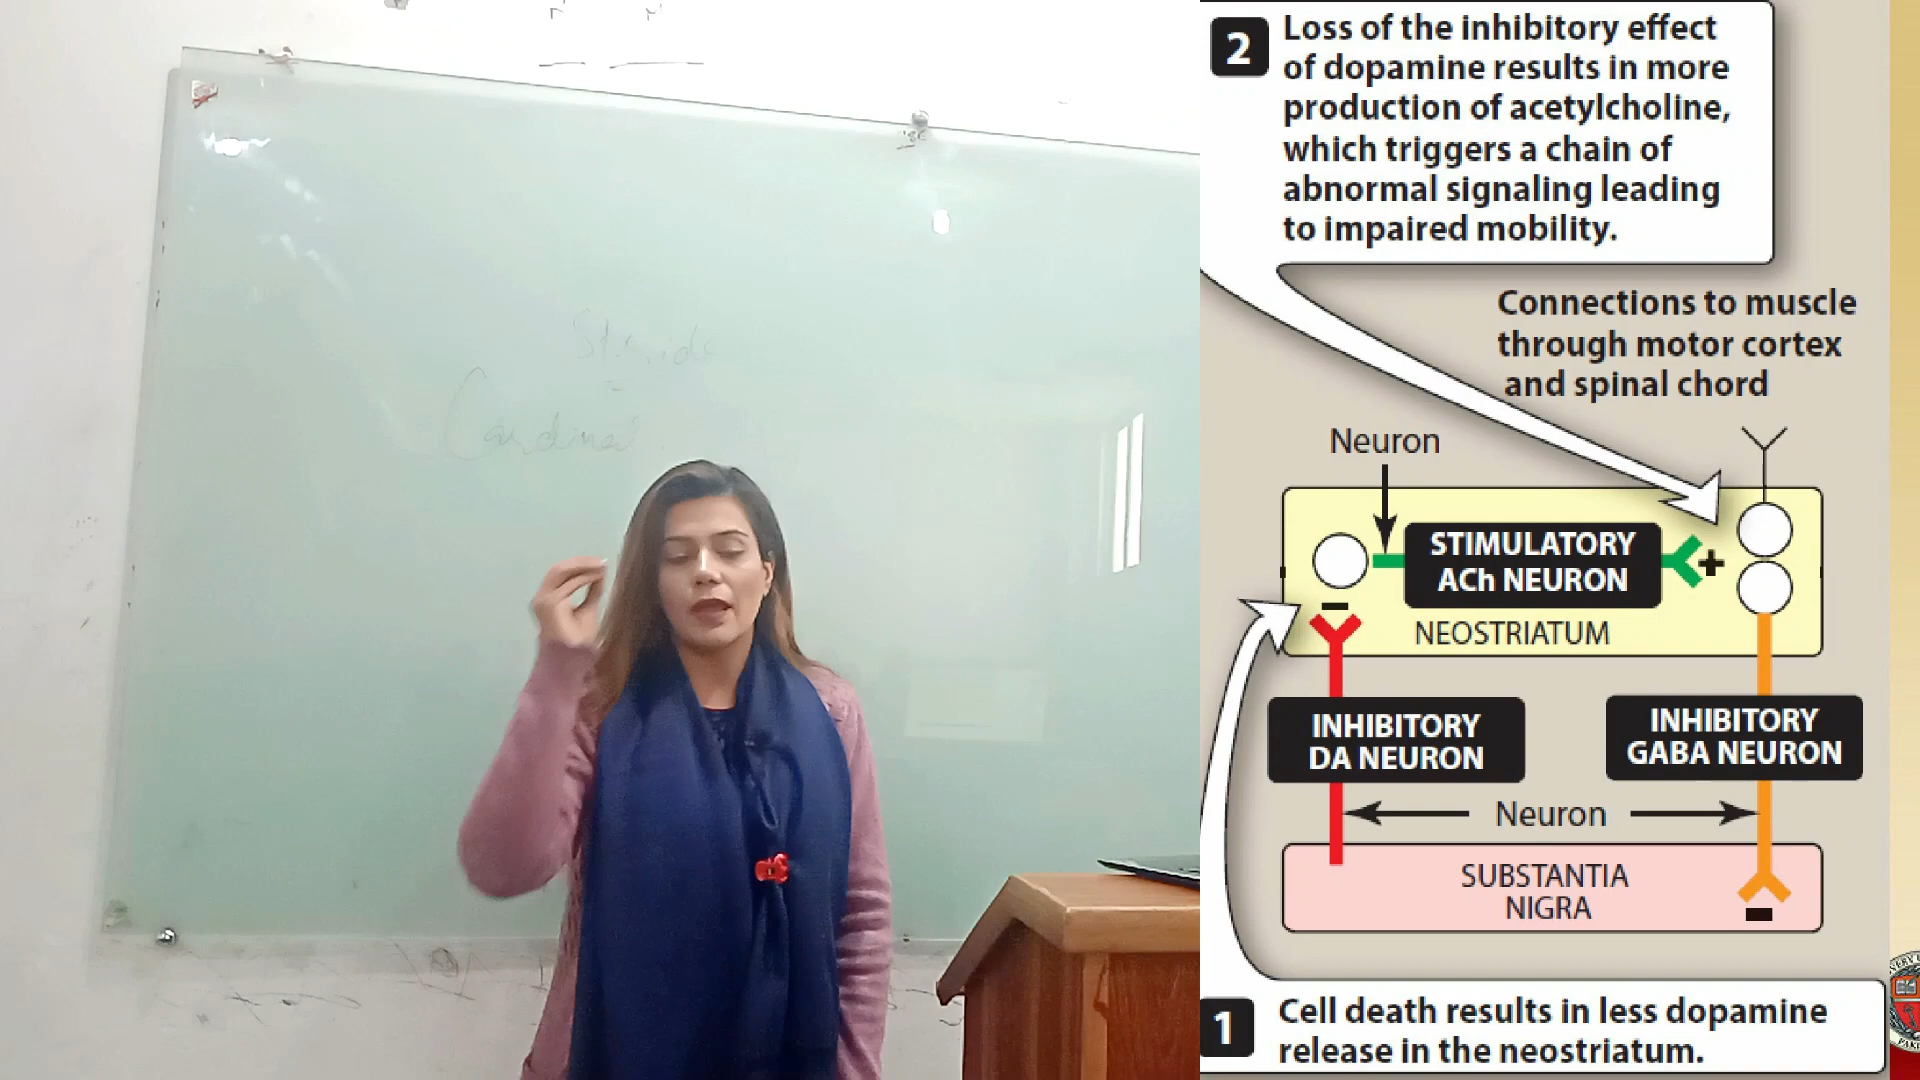 2
Loss of the inhibitory effect
of dopamine results in more
production of acetylcholine,
which triggers a chain of
abnormal signaling leading
to impaired mobility.
Connections to muscle
through motor cortex
and spinal chord
Neuron
STIMULATORY
ACh NEURON
+
-
NEOSTRIATUM
INHIBITORY
DA NEURON
INHIBITORY
GABA NEURON
Neuron
SUBSTANTIA
NIGRA
-
1
Cell death results in less dopamine
release in the neostriatum.